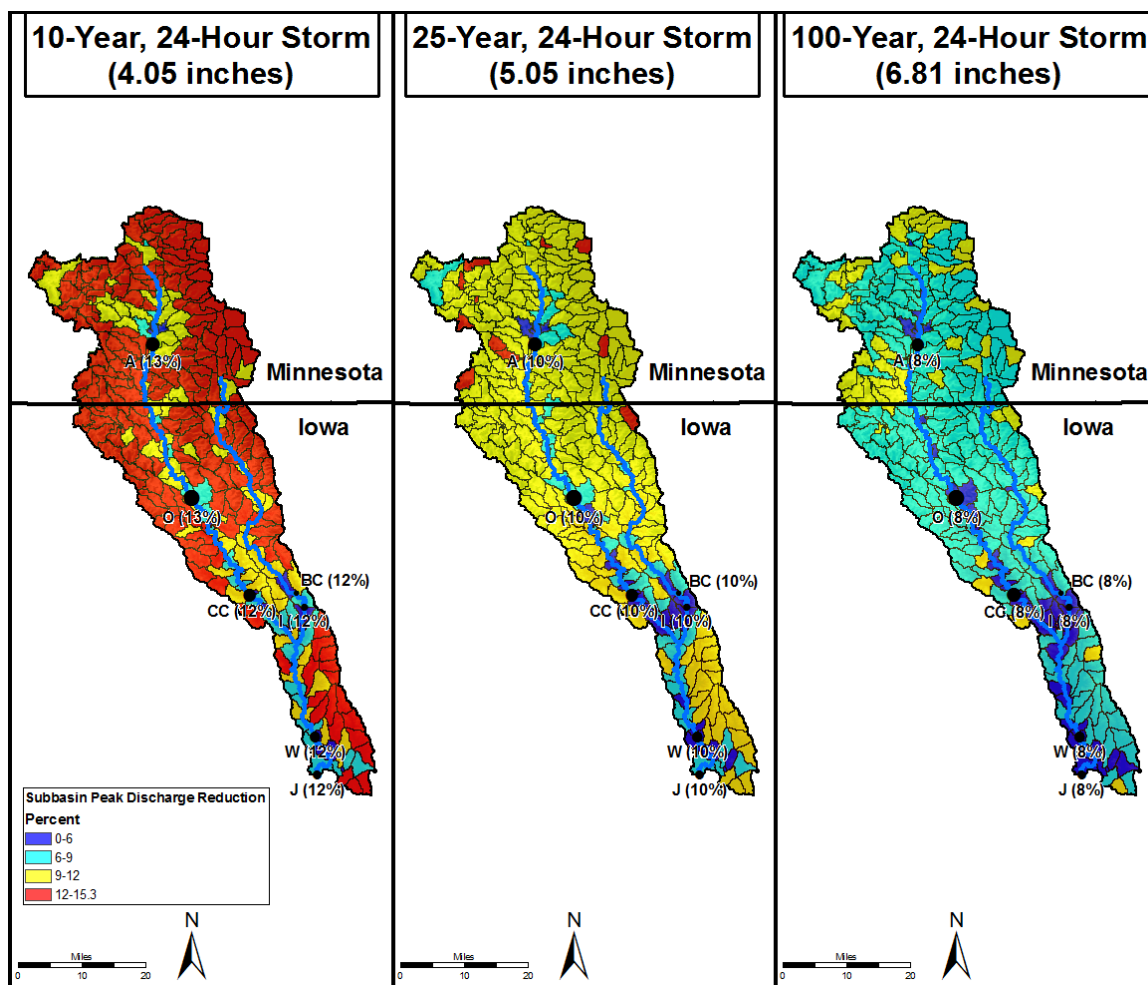 10-Year, 24-Hour Storm
(4.05 inches)
A (13%)
Minnesota
Iowa
O (13%)
BC (12%)
CC (12%)
I (12%)
W (12%)
J (12%)
Subbasin Peak Discharge Reduction
Percent
0-6
6-9
9-12
12-15.3
N
Miles
0 10 20
25-Year, 24-Hour Storm
(5.05 inches)
A (10%)
Minnesota
Iowa
O (10%)
BC (10%)
CC (10%)
I (10%)
W (10%)
J (10%)
N
Miles
0 10 20
100-Year, 24-Hour Storm
(6.81 inches)
A (8%)
Minnesota
Iowa
O (8%)
BC (8%)
CC (8%)
I (8%)
W (8%)
J (8%)
N
Miles
0 10 20